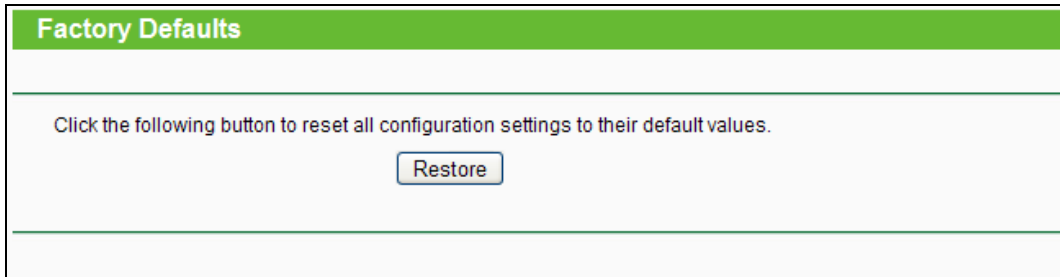 Factory Defaults
Click the following button to reset all configuration settings to their default values.
Restore